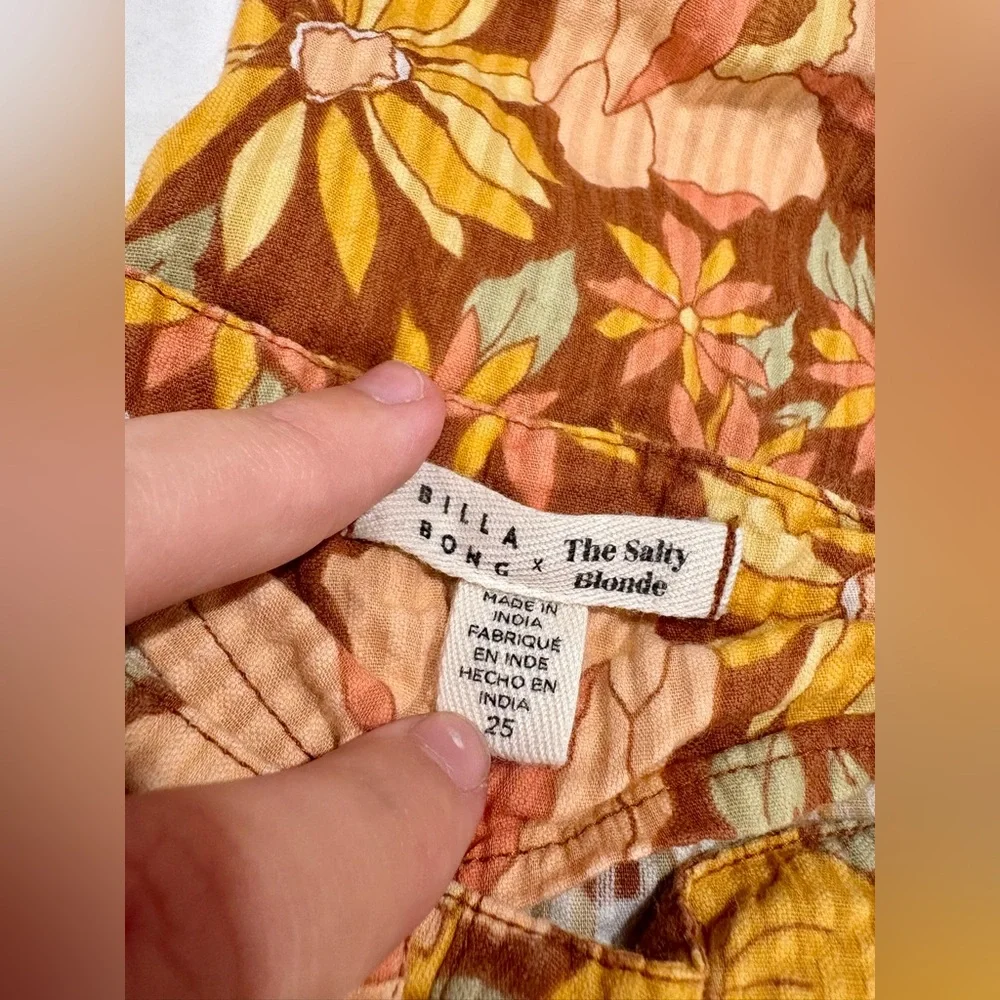 BILLA
BONG x The Salty
Blonde
MADE IN
INDIA
FABRIQUÉ
EN INDE
HECHO EN
INDIA
25